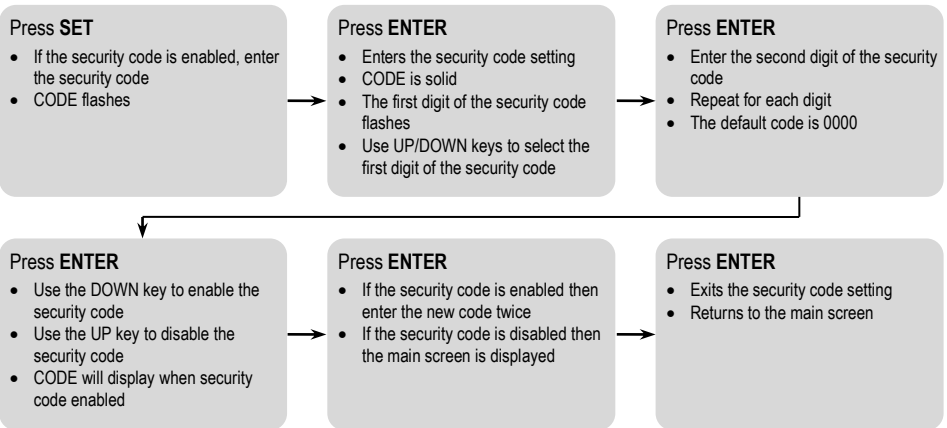 Press SET
• If the security code is enabled, enter
the security code
• CODE flashes
Press ENTER
• Enters the security code setting
• CODE is solid
• The first digit of the security code
flashes
• Use UP/DOWN keys to select the
first digit of the security code
Press ENTER
• Enter the second digit of the security
code
• Repeat for each digit
• The default code is 0000
Press ENTER
• Use the DOWN key to enable the
security code
• Use the UP key to disable the
security code
• CODE will display when security
code enabled
Press ENTER
• If the security code is enabled then
enter the new code twice
• If the security code is disabled then
the main screen is displayed
Press ENTER
• Exits the security code setting
• Returns to the main screen